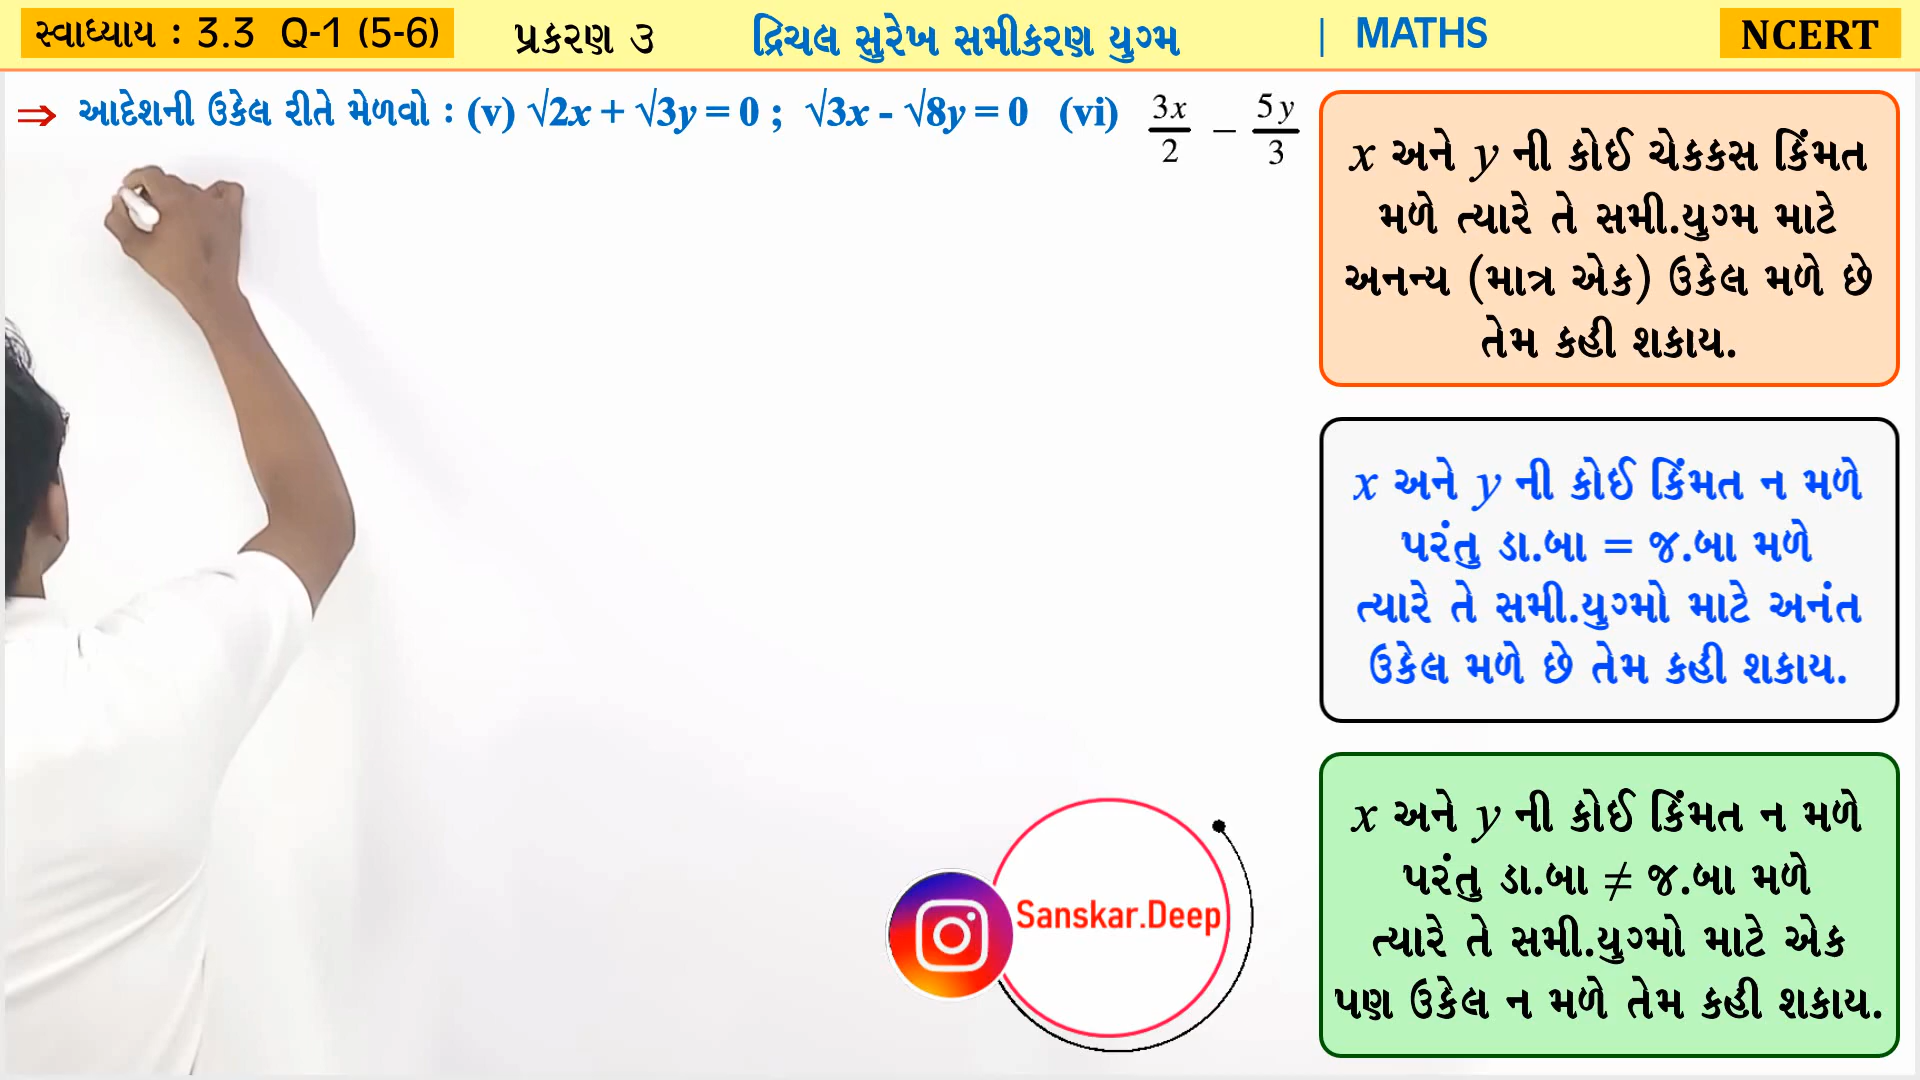 સ્વાધ્યાય : 3.3 Q-1 (5-6)
પ્રકરણ ૩
દ્વિચલ સુરેખ સમીકરણ યુગ્મ
| MATHS
NCERT
⇒ આદેશની ઉકેલ રીતે મેળવો : (v) √2x + √3y = 0 ; √3x - √8y = 0 (vi) 3x/2 − 5y/3
x અને y ની કોઈ ચેકકસ કિંમત
મળે ત્યારે તે સમી.યુગ્મ માટે
અનન્ય (માત્ર એક) ઉકેલ મળે છે
તેમ કહી શકાય.
x અને y ની કોઈ કિંમત ન મળે
પરંતુ ડા.બા = જ.બા મળે
ત્યારે તે સમી.યુગ્મો માટે અનંત
ઉકેલ મળે છે તેમ કહી શકાય.
x અને y ની કોઈ કિંમત ન મળે
પરંતુ ડા.બા ≠ જ.બા મળે
ત્યારે તે સમી.યુગ્મો માટે એક
પણ ઉકેલ ન મળે તેમ કહી શકાય.
Sanskar.Deep